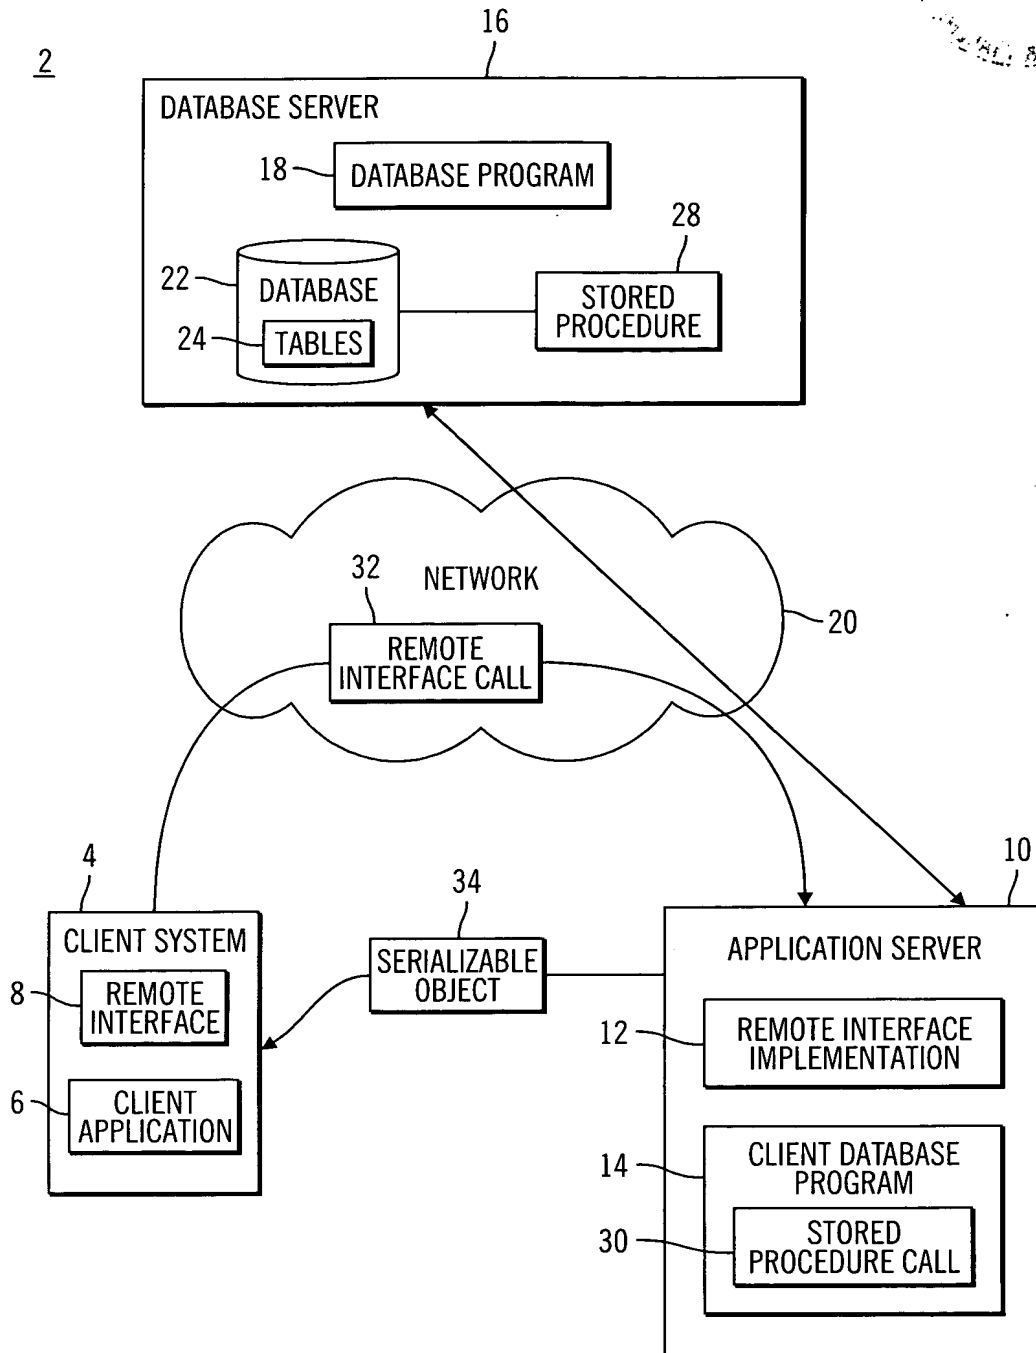 2
16
DATABASE SERVER
18
DATABASE PROGRAM
28
22
DATABASE
24
TABLES
STORED
PROCEDURE
32
NETWORK
20
REMOTE
INTERFACE CALL
4
34
10
CLIENT SYSTEM
8
REMOTE
INTERFACE
6
CLIENT
APPLICATION
SERIALIZABLE
OBJECT
APPLICATION SERVER
12
REMOTE INTERFACE
IMPLEMENTATION
14
CLIENT DATABASE
PROGRAM
30
STORED
PROCEDURE CALL